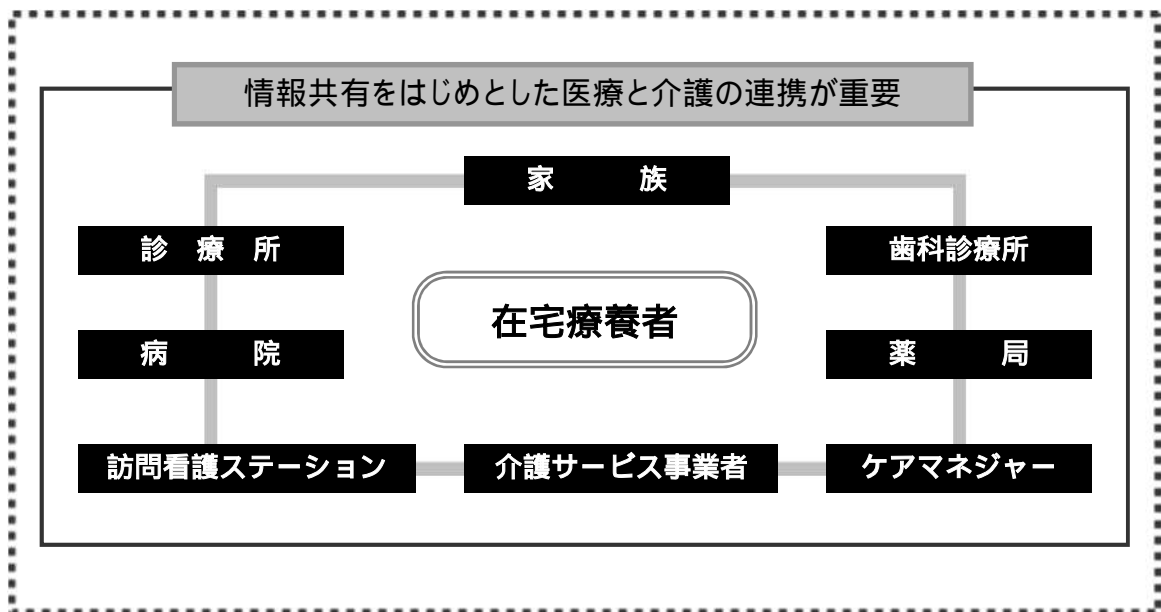 情報共有をはじめとした医療と介護の連携が重要
家　　　族
診　療　所
歯科診療所
在宅療養者
病　　　院
薬　　　局
訪問看護ステーション
介護サービス事業者
ケアマネジャー